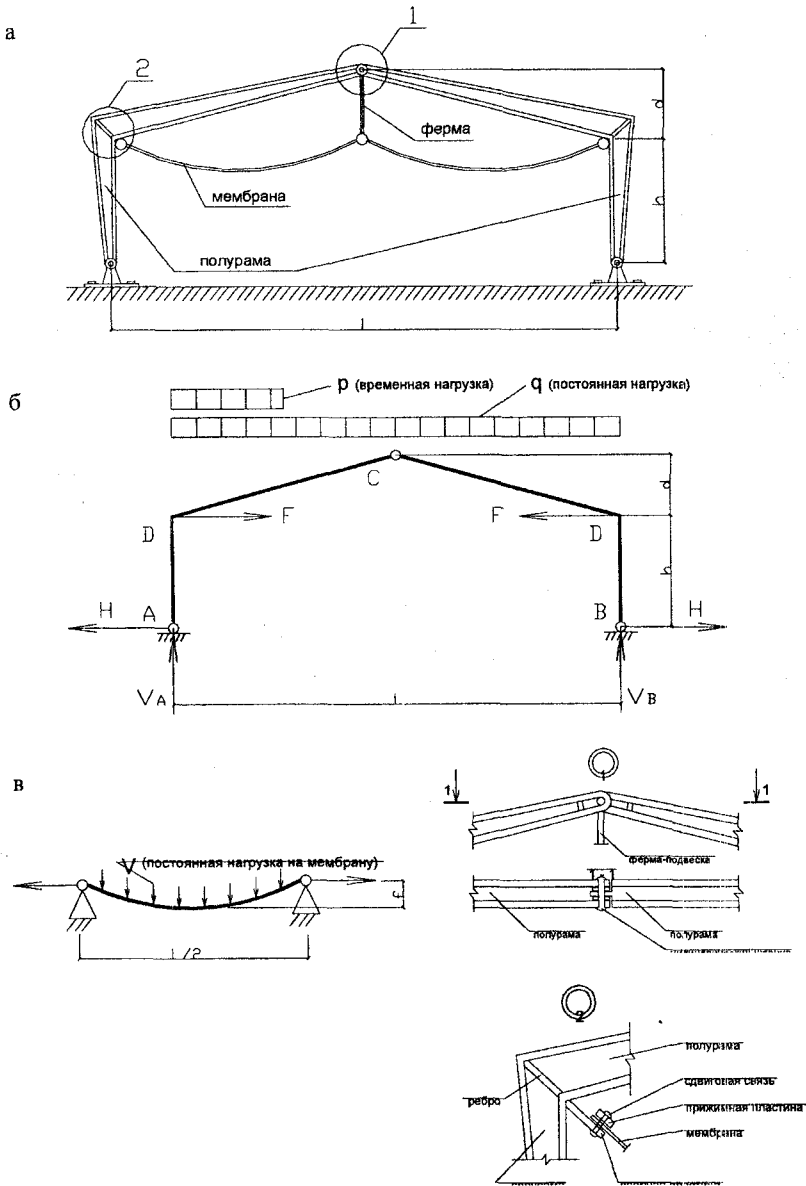 а
1
2
ферма
мембрана
полурама
d
h
l
б
p (временная нагрузка)
q (постоянная нагрузка)
C
d
D
F
F
D
h
H
A
B
H
VA
l
VB
в
1
1
1
V (постоянная нагрузка на мембрану)
f
L/2
ферма-подвеска
полурама
полурама
2
полурама
сдвиговая связь
ребро
прижимная пластина
мембрана